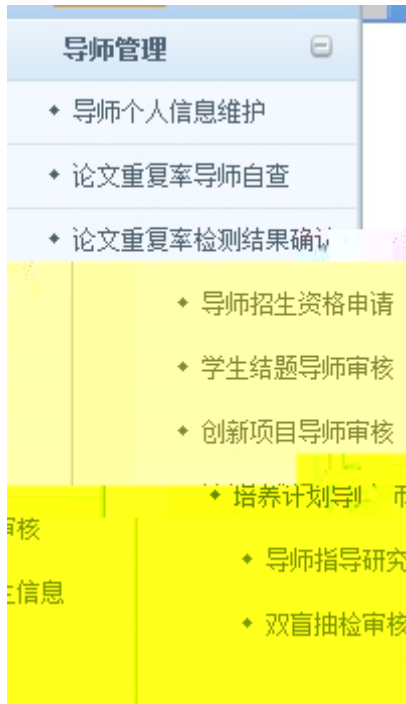 导师管理
导师个人信息维护
论文重复率导师自查
论文重复率检测结果确
导师招生资格申请
学生结题导师审核
创新项目导师审核
培养计划导
审核
导师指导研究
生信息
双盲抽检审核